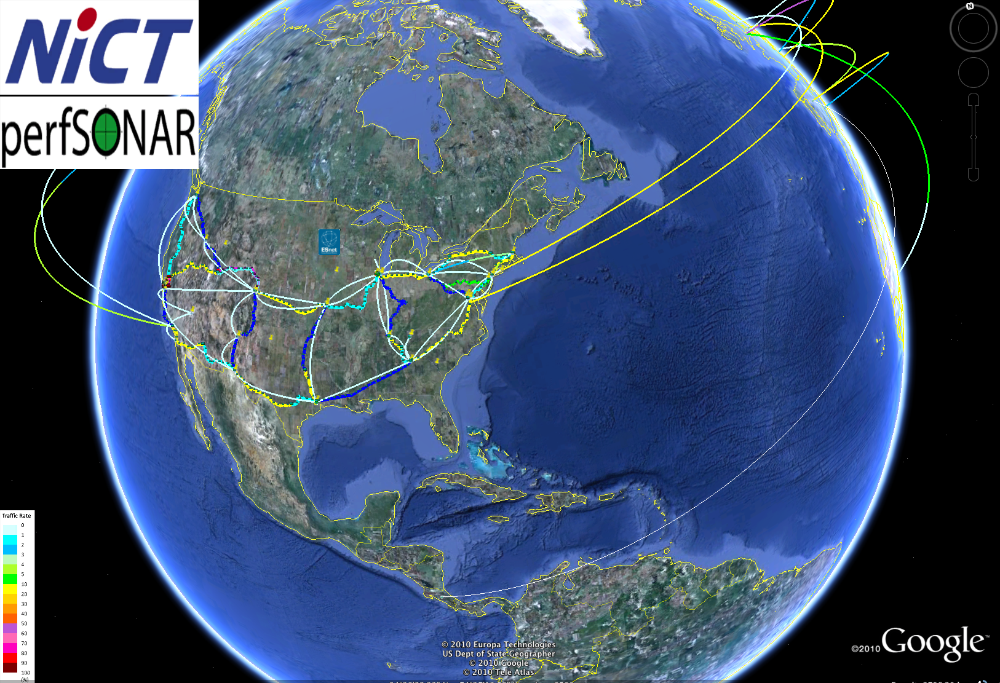 NiCT
perfSONAR
N
ESnet
Traffic Rate
0
1
2
3
4
5
10
20
30
40
50
60
70
80
90
100
(%)
© 2010 Europa Technologies
US Dept of State Geographer
© 2010 Google
© 2010 Tele Atlas
©2010 Google™